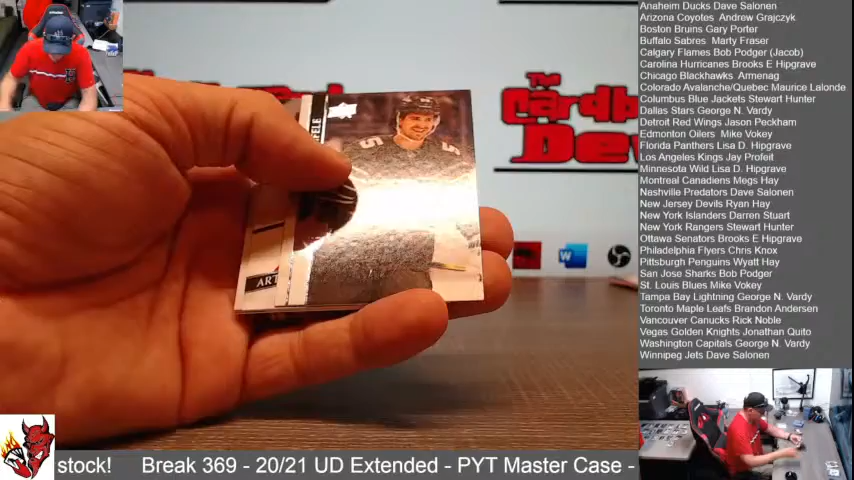 Anaheim Ducks Dave Salonen
Arizona Coyotes Andrew Grajczyk
Boston Bruins Gary Porter
Buffalo Sabres Marty Fraser
Calgary Flames Bob Podger (Jacob)
Carolina Hurricanes Brooks E Hipgrave
Chicago Blackhawks Armenag
Colorado Avalanche/Quebec Maurice Lalonde
Columbus Blue Jackets Stewart Hunter
Dallas Stars George N. Vardy
Detroit Red Wings Jason Peckham
Edmonton Oilers Mike Vokey
Florida Panthers Lisa D. Hipgrave
Los Angeles Kings Jay Profeit
Minnesota Wild Lisa D. Hipgrave
Montreal Canadiens Megs Hay
Nashville Predators Dave Salonen
New Jersey Devils Ryan Hay
New York Islanders Darren Stuart
New York Rangers Stewart Hunter
Ottawa Senators Brooks E Hipgrave
Philadelphia Flyers Chris Knox
Pittsburgh Penguins Wyatt Hay
San Jose Sharks Bob Podger
St. Louis Blues Mike Vokey
Tampa Bay Lightning George N. Vardy
Toronto Maple Leafs Brandon Andersen
Vancouver Canucks Rick Noble
Vegas Golden Knights Jonathan Quito
Washington Capitals George N. Vardy
Winnipeg Jets Dave Salonen
The
Cardb
De
ART
W
stock! Break 369 - 20/21 UD Extended - PYT Master Case -